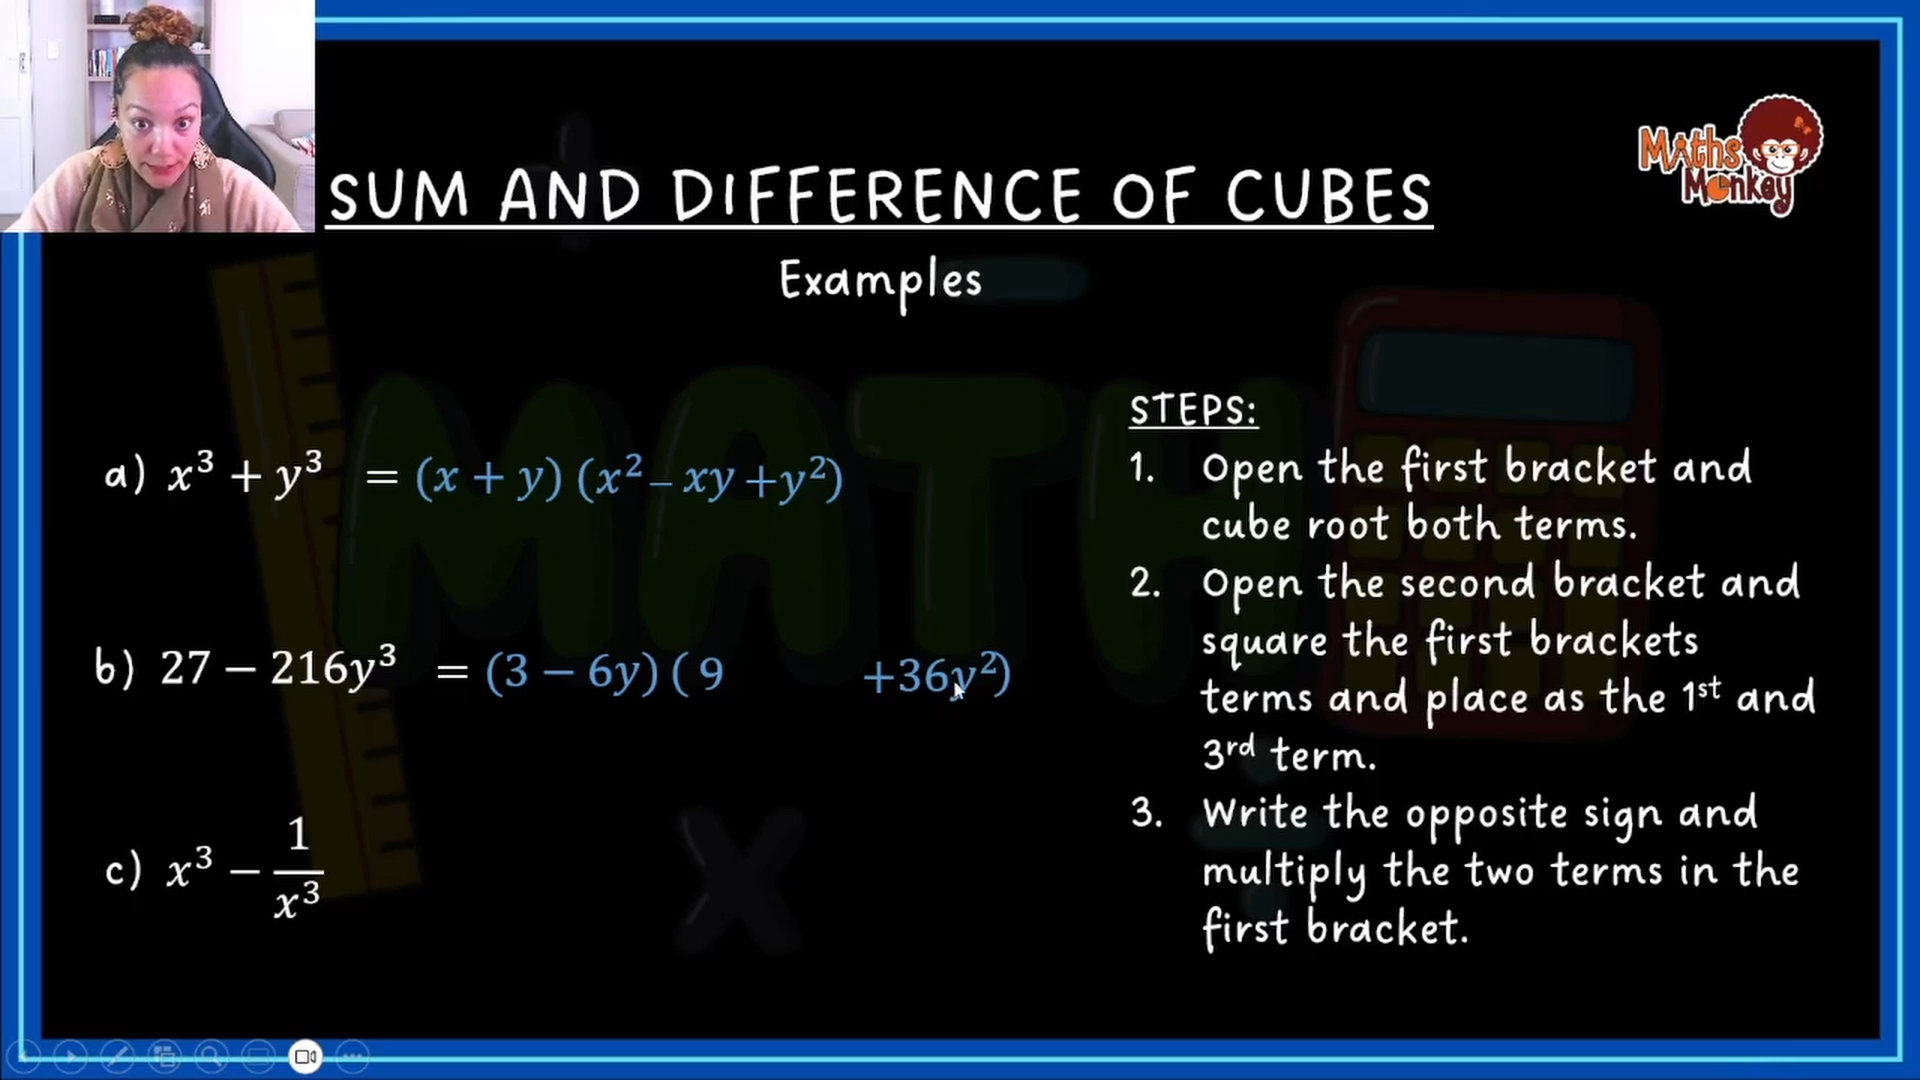 SUM AND DIFFERENCE OF CUBES
Maths
Monkey
Examples
a) x³ + y³ = (x + y) (x² – xy + y²)
b) 27 – 216y³ = (3 – 6y) ( 9 +36y²)
c) x³ – 1/x³
STEPS:
1. Open the first bracket and
cube root both terms.
2. Open the second bracket and
square the first brackets
terms and place as the 1st and
3rd term.
3. Write the opposite sign and
multiply the two terms in the
first bracket.
MATH